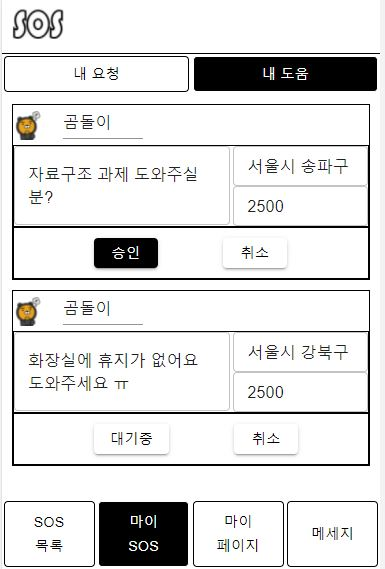 SOS
내 요청
내 도움
곰돌이
자료구조 과제 도와주실
분?
서울시 송파구
2500
승인
취소
곰돌이
화장실에 휴지가 없어요
도와주세요 ㅠ
서울시 강북구
2500
대기중
취소
SOS
목록
마이
SOS
마이
페이지
메세지